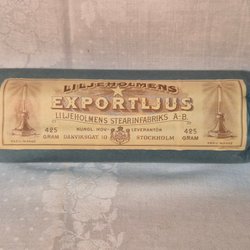 LILJEHOLMENS
EXPORTLJUS
LILJEHOLMENS STEARINFABRIKS A-B.
KUNGL. HOV- LEVERANTÖR
425 GRAM
DANVIKSGAT. 10 STOCKHOLM
425 GRAM